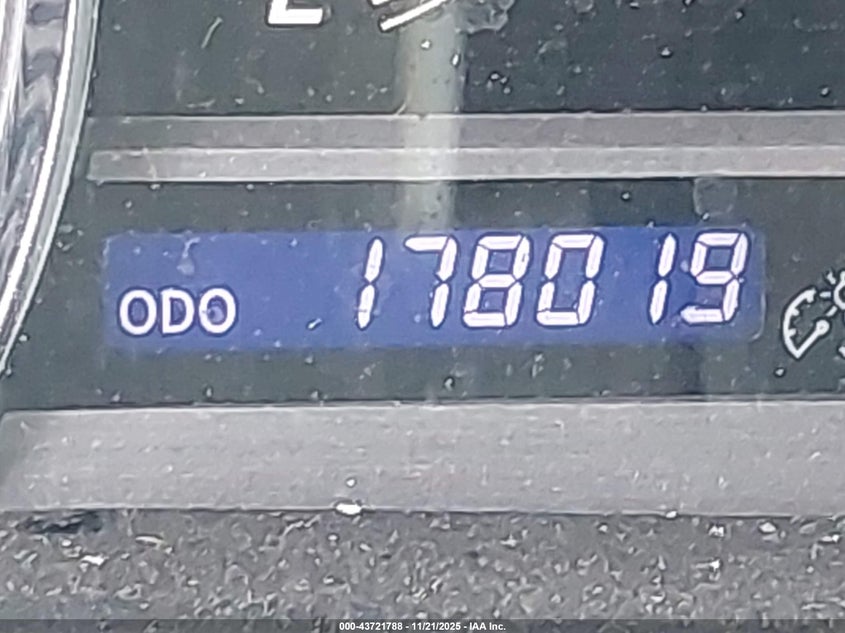 E
ODO 178019
000-43721788 - 11/21/2025 - IAA Inc.